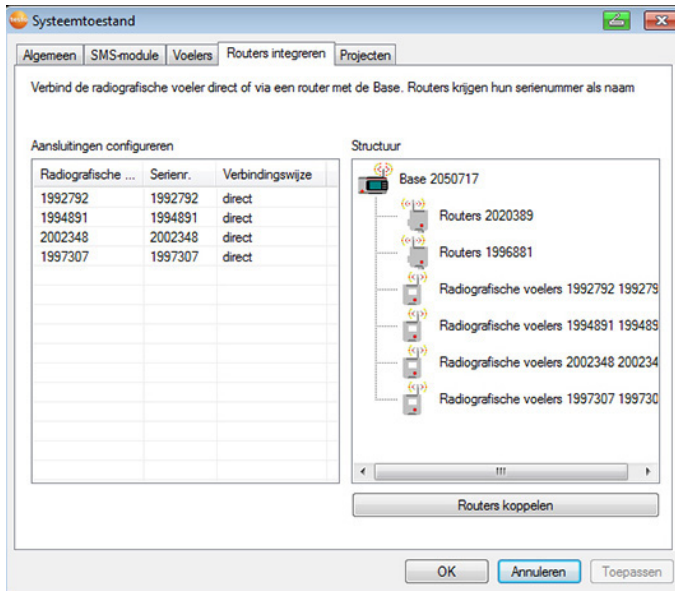 Systeemtoestand
Algemeen SMS-module Voelers Routers integreren Projecten
Verbind de radiografische voeler direct of via een router met de Base. Routers krijgen hun serienummer als naam
Aansluitingen configureren
Radiografische ... Serienr. Verbindingswijze
1992792 1992792 direct
1994891 1994891 direct
2002348 2002348 direct
1997307 1997307 direct
Structuur
Base 2050717
Routers 2020389
Routers 1996881
Radiografische voelers 1992792 199279
Radiografische voelers 1994891 199489
Radiografische voelers 2002348 200234
Radiografische voelers 1997307 199730
Routers koppelen
OK Annuleren Toepassen